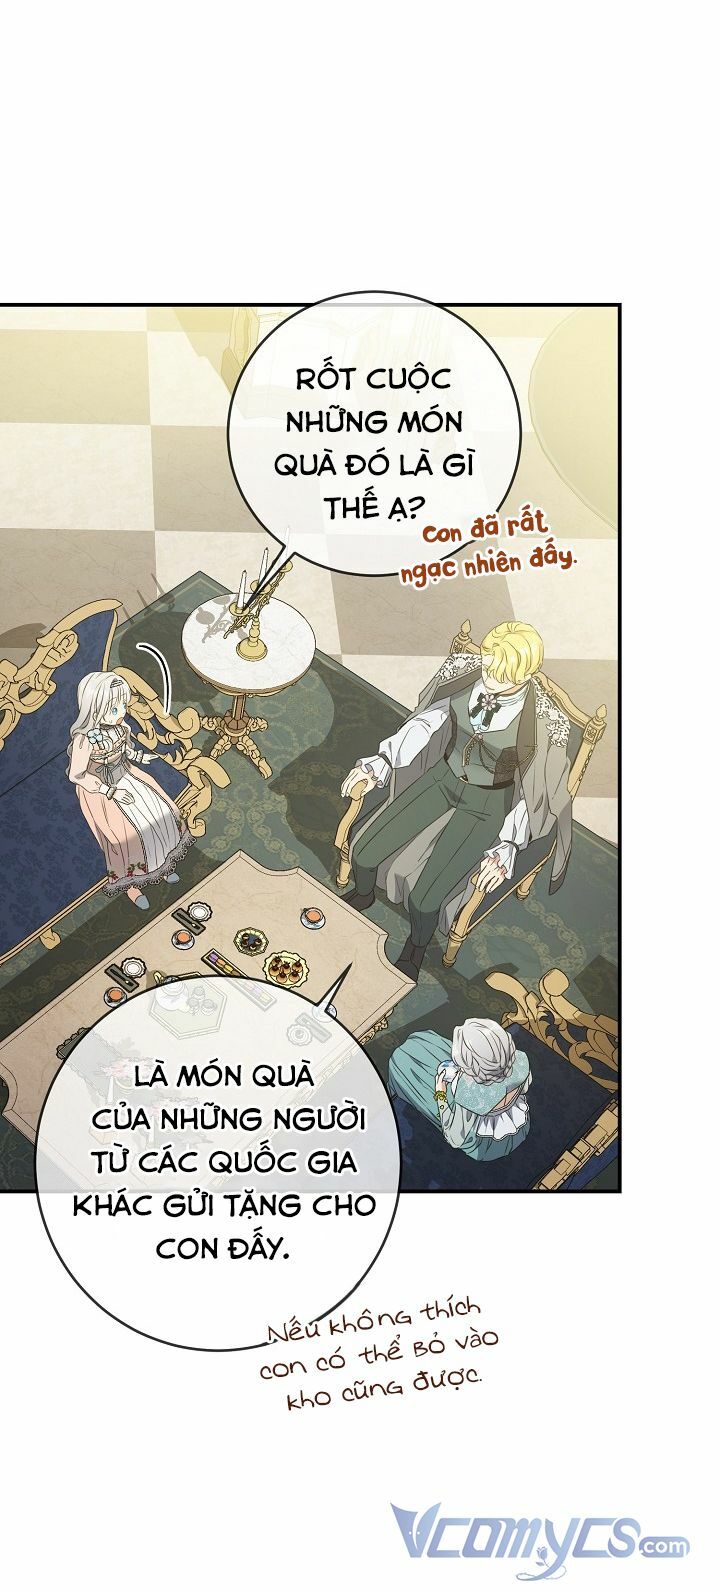 RỐT CUỘC
NHỮNG MÓN
QUÀ ĐÓ LÀ GÌ
THẾ Ạ?
Con đã rất
ngạc nhiên đấy.
LÀ MÓN QUÀ
CỦA NHỮNG NGƯỜI
TỪ CÁC QUỐC GIA
KHÁC GỬI TẶNG CHO
CON ĐẤY.
Nếu không thích
con có thể bỏ vào
kho cũng được.
Vcomycs.com